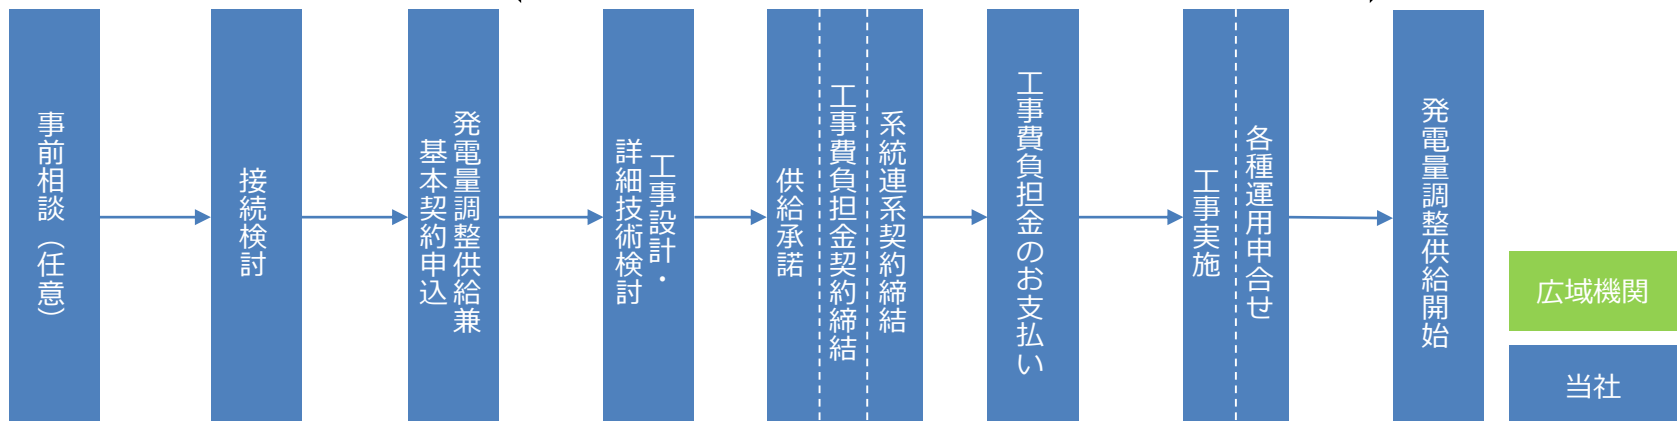 事前相談（任意）
接続検討
発電量調整供給兼
基本契約申込
工事設計・
詳細技術検討
供給承諾
工事費負担金契約締結
系統連系契約締結
工事費負担金のお支払い
工事実施
各種運用申合せ
発電量調整供給開始
広域機関
当社